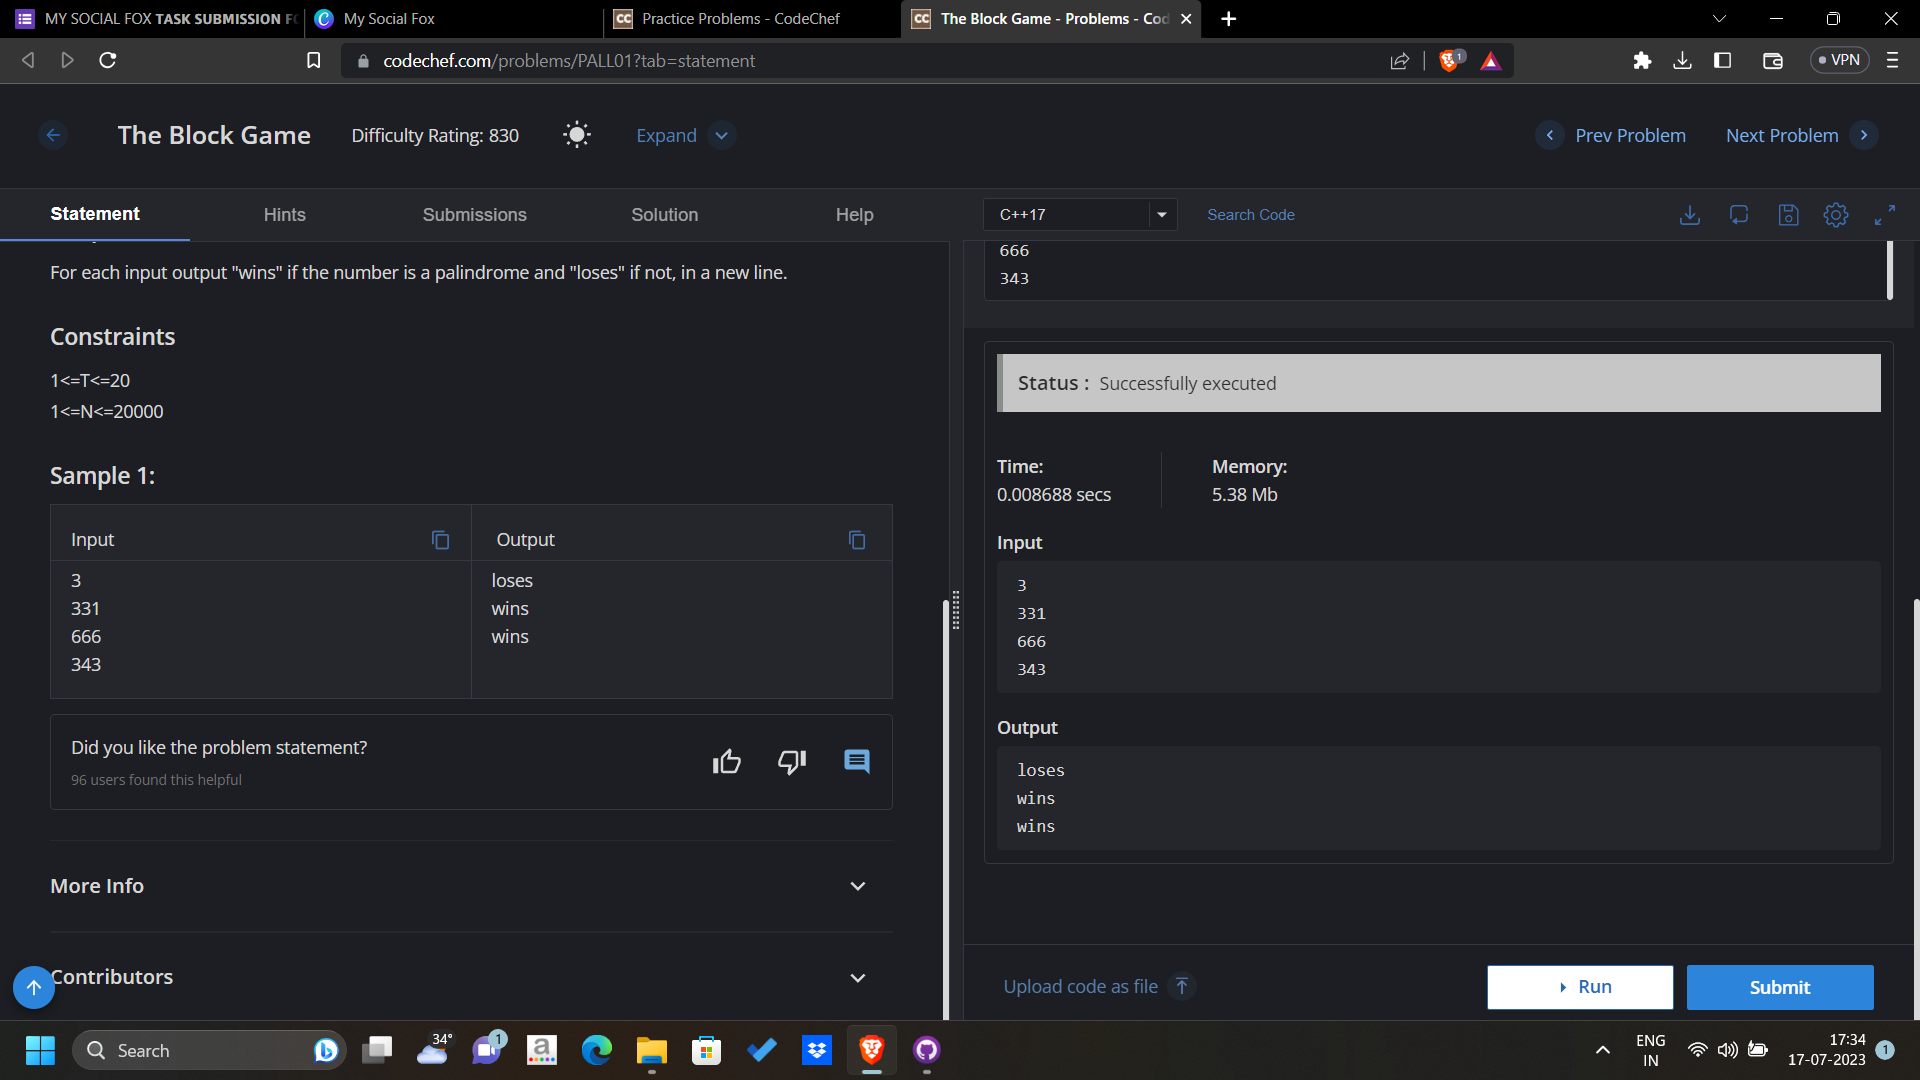 MY SOCIAL FOX TASK SUBMISSION
My Social Fox
CC Practice Problems - CodeChef
CC The Block Game - Problems - Cod
codechef.com/problems/PALL01?tab=statement
1
VPN
The Block Game
Difficulty Rating: 830
Expand
Prev Problem
Next Problem
Statement
Hints
Submissions
Solution
Help
For each input output "wins" if the number is a palindrome and "loses" if not, in a new line.
Constraints
1<=T<=20
1<=N<=20000
Sample 1:
Input
Output
3
331
666
343
loses
wins
wins
Did you like the problem statement?
96 users found this helpful
More Info
Contributors
C++17
Search Code
666
343
Status : Successfully executed
Time:
0.008688 secs
Memory:
5.38 Mb
Input
3
331
666
343
Output
loses
wins
wins
Upload code as file
Run
Submit
Search
34°
1
a
ENG
IN
17:34
17-07-2023
1